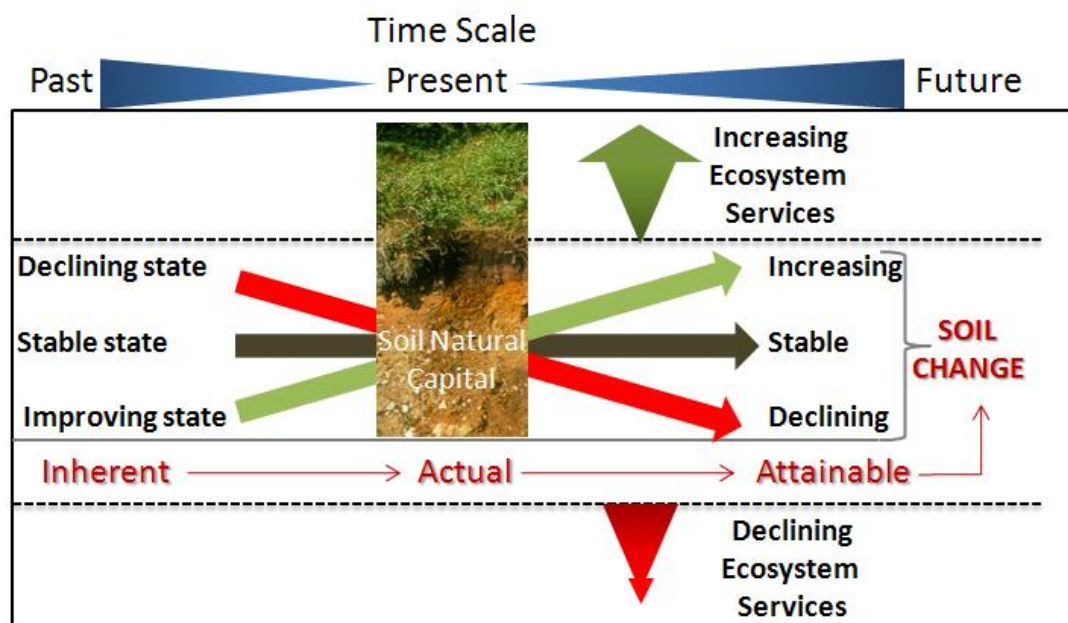 Time Scale
Past
Present
Future
Increasing
Ecosystem
Services
Declining state
Stable state
Improving state
Soil Natural
Capital
Increasing
Stable
Declining
SOIL
CHANGE
Inherent
Actual
Attainable
Declining
Ecosystem
Services